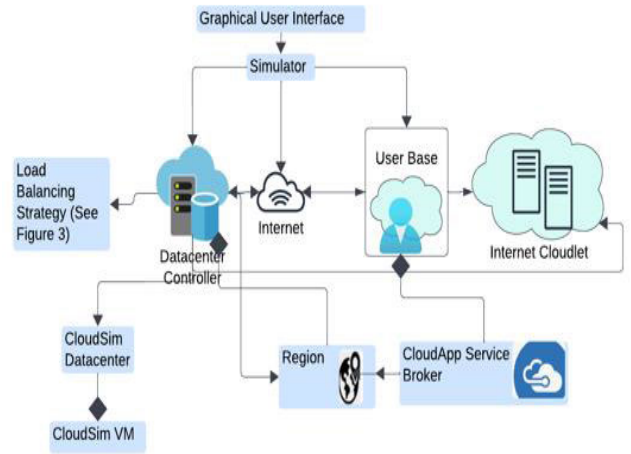 Graphical User Interface
Simulator
Load
Balancing
Strategy (See
Figure 3)
Datacenter
Controller
Internet
User Base
Internet Cloudlet
CloudSim
Datacenter
Region
CloudApp Service
Broker
CloudSim VM